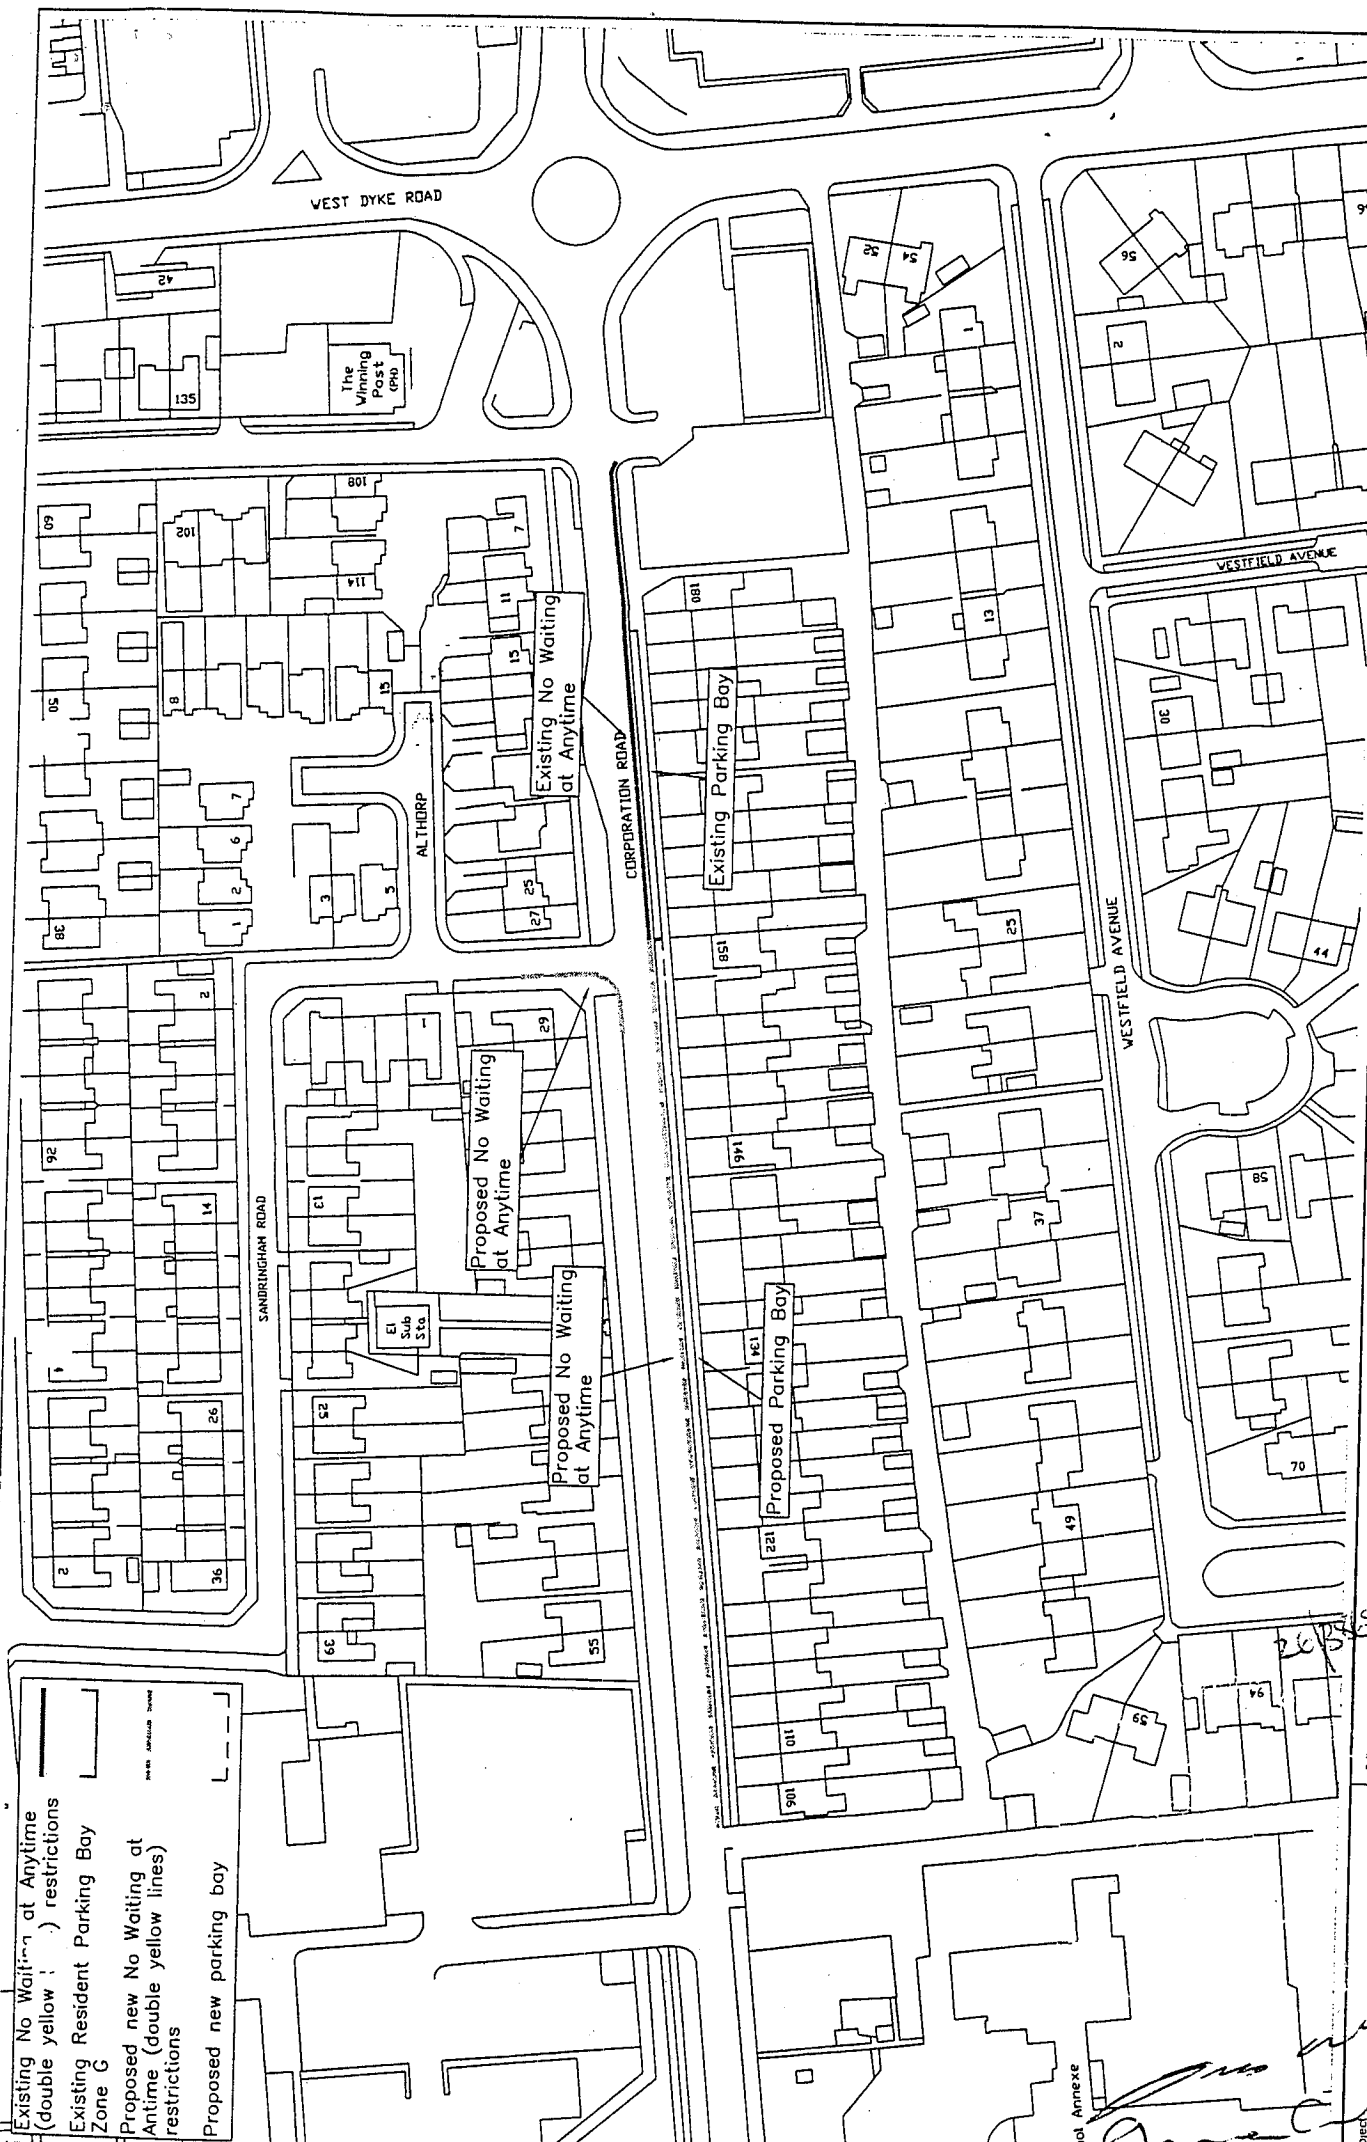 Existing No Waiting at Anytime
(double yellow ) restrictions
Existing Resident Parking Bay
Zone G
Proposed new No Waiting at
Antime (double yellow lines)
restrictions
Proposed new parking bay
WEST DYKE ROAD
42
135
The
Winning
Post
(PH)
52
54
56
2
1
60
102
108
114
7
11
15
50
8
15
7
6
2
1
3
5
38
ALTHORP
25
27
Existing No Waiting
at Anytime
CORPORATION ROAD
Existing Parking Bay
180
158
13
25
WESTFIELD AVENUE
30
44
WESTFIELD AVENUE
92
2
14
26
36
2
SANDRINGHAM ROAD
1
29
13
25
39
55
El
Sub
Sta
Proposed No Waiting
at Anytime
Proposed No Waiting
at Anytime
Proposed Parking Bay
146
134
122
110
106
37
49
59
58
70
94
Annexe